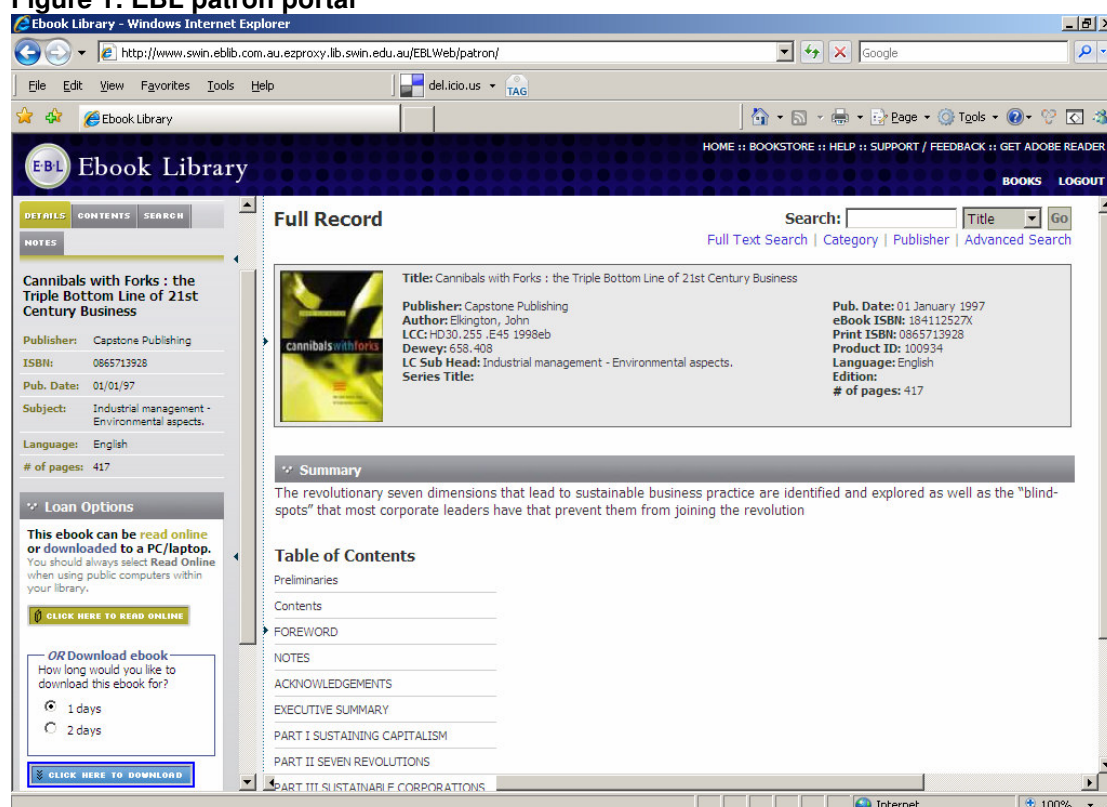 Figure 1: EBL patron portal
Ebook Library - Windows Internet Explorer
http://www.swin.eblib.com.au.ezproxy.lib.swin.edu.au/EBLWeb/patron/
Google
File Edit View Favorites Tools Help
del.icio.us
TAG
Ebook Library
Page Tools
HOME :: BOOKSTORE :: HELP :: SUPPORT / FEEDBACK :: GET ADOBE READER
E·B·L Ebook Library
BOOKS LOGOUT
DETAILS CONTENTS SEARCH
NOTES
Cannibals with Forks : the
Triple Bottom Line of 21st
Century Business
Publisher: Capstone Publishing
ISBN: 0865713928
Pub. Date: 01/01/97
Subject: Industrial management -
Environmental aspects.
Language: English
# of pages: 417
Loan Options
This ebook can be read online
or downloaded to a PC/laptop.
You should always select Read Online
when using public computers within
your library.
CLICK HERE TO READ ONLINE
OR Download ebook
How long would you like to
download this ebook for?
1 days
2 days
CLICK HERE TO DOWNLOAD
Full Record
Search: Title Go
Full Text Search | Category | Publisher | Advanced Search
cannibalswithforks
Title: Cannibals with Forks : the Triple Bottom Line of 21st Century Business
Publisher: Capstone Publishing
Author: Elkington, John
LCC: HD30.255 .E45 1998eb
Dewey: 658.408
LC Sub Head: Industrial management - Environmental aspects.
Series Title:
Pub. Date: 01 January 1997
eBook ISBN: 184112527X
Print ISBN: 0865713928
Product ID: 100934
Language: English
Edition:
# of pages: 417
Summary
The revolutionary seven dimensions that lead to sustainable business practice are identified and explored as well as the "blind-
spots" that most corporate leaders have that prevent them from joining the revolution
Table of Contents
Preliminaries
Contents
FOREWORD
NOTES
ACKNOWLEDGEMENTS
EXECUTIVE SUMMARY
PART I SUSTAINING CAPITALISM
PART II SEVEN REVOLUTIONS
PART III SUSTAINABLE CORPORATIONS
Internet
100%